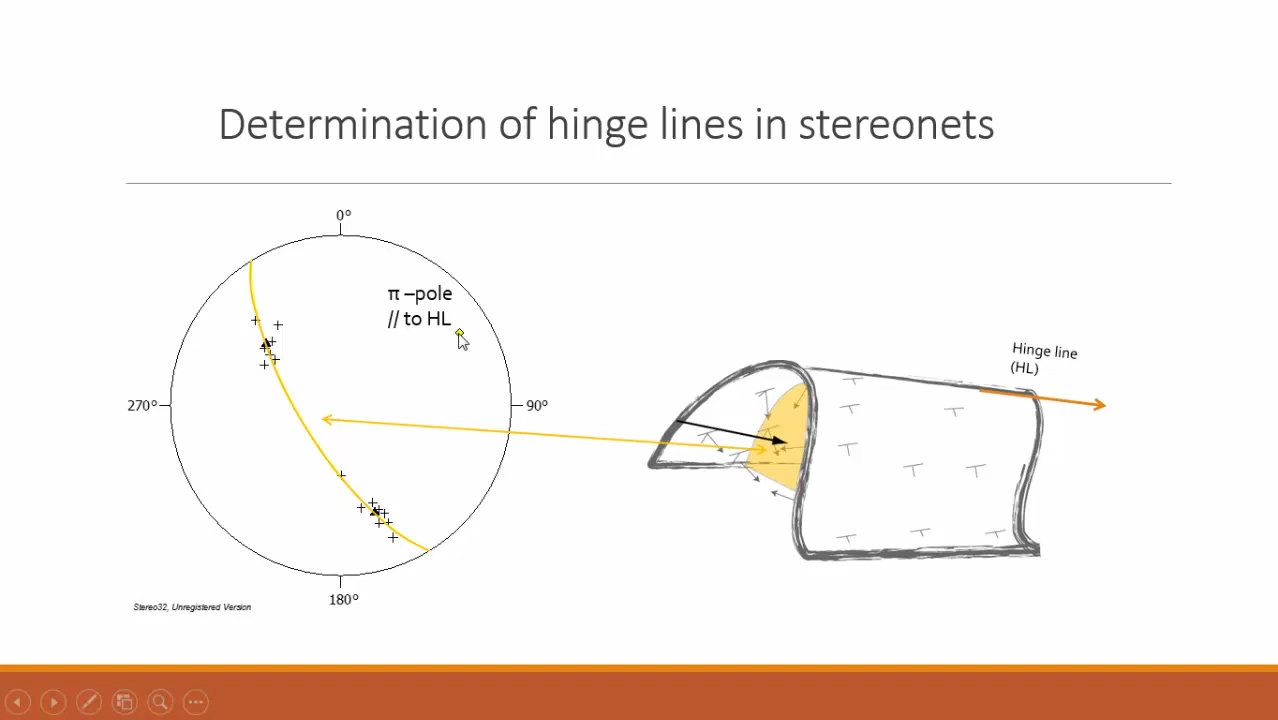 Determination of hinge lines in stereonets
0°
π –pole
// to HL
270°
90°
180°
Stereo32, Unregistered Version
Hinge line
(HL)